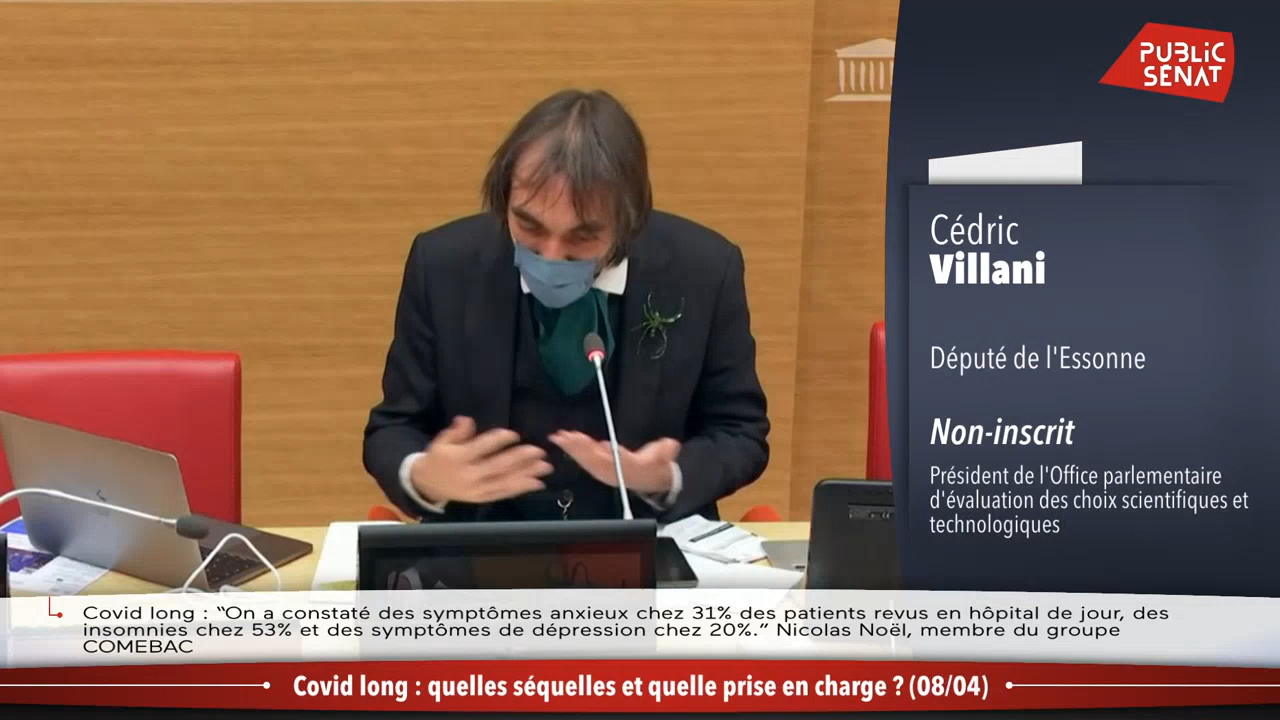 PUBLIC
SÉNAT
Cédric
Villani
Député de l'Essonne
Non-inscrit
Président de l'Office parlementaire
d'évaluation des choix scientifiques et
technologiques
Covid long : “On a constaté des symptômes anxieux chez 31% des patients revus en hôpital de jour, des
insomnies chez 53% et des symptômes de dépression chez 20%.” Nicolas Noël, membre du groupe
COMEBAC
Covid long : quelles séquelles et quelle prise en charge ? (08/04)